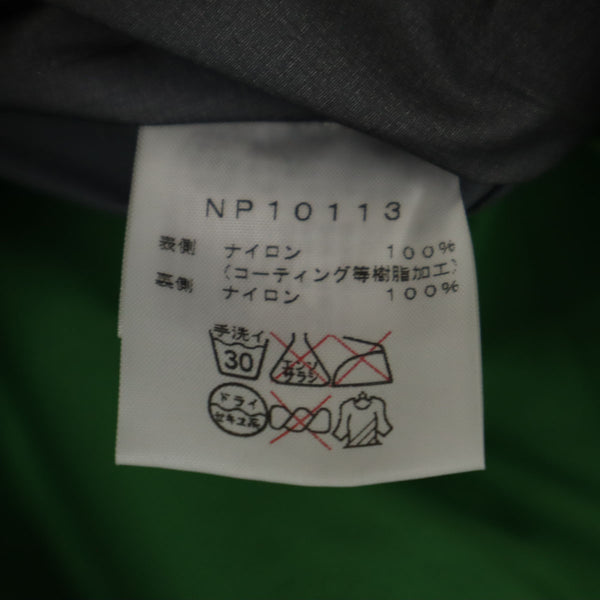 NP10113
表側 ナイロン 100%
(コーティング等樹脂加工)
裏側 ナイロン 100%
手洗イ
30
エンソ
サラシ
ドライ
セキユ系